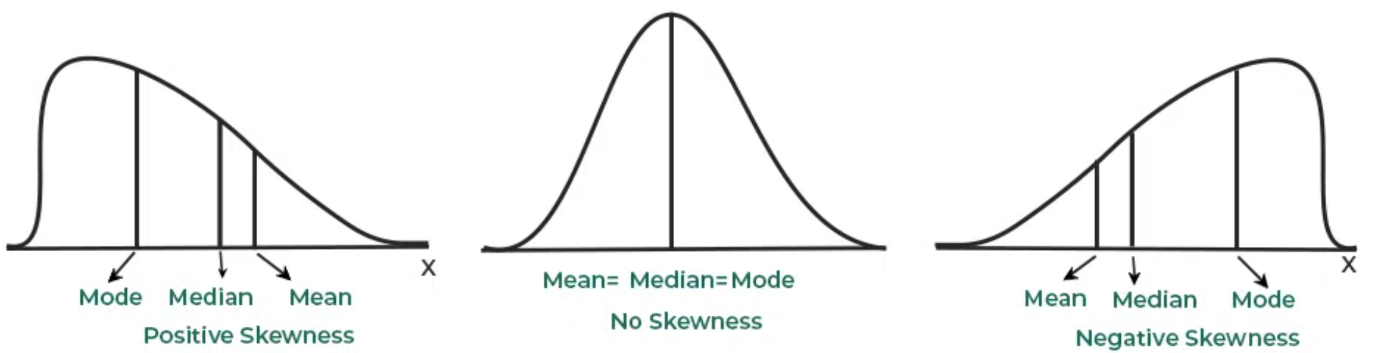 X
Mode Median Mean
Positive Skewness
Mean= Median=Mode
No Skewness
X
Mean Median Mode
Negative Skewness